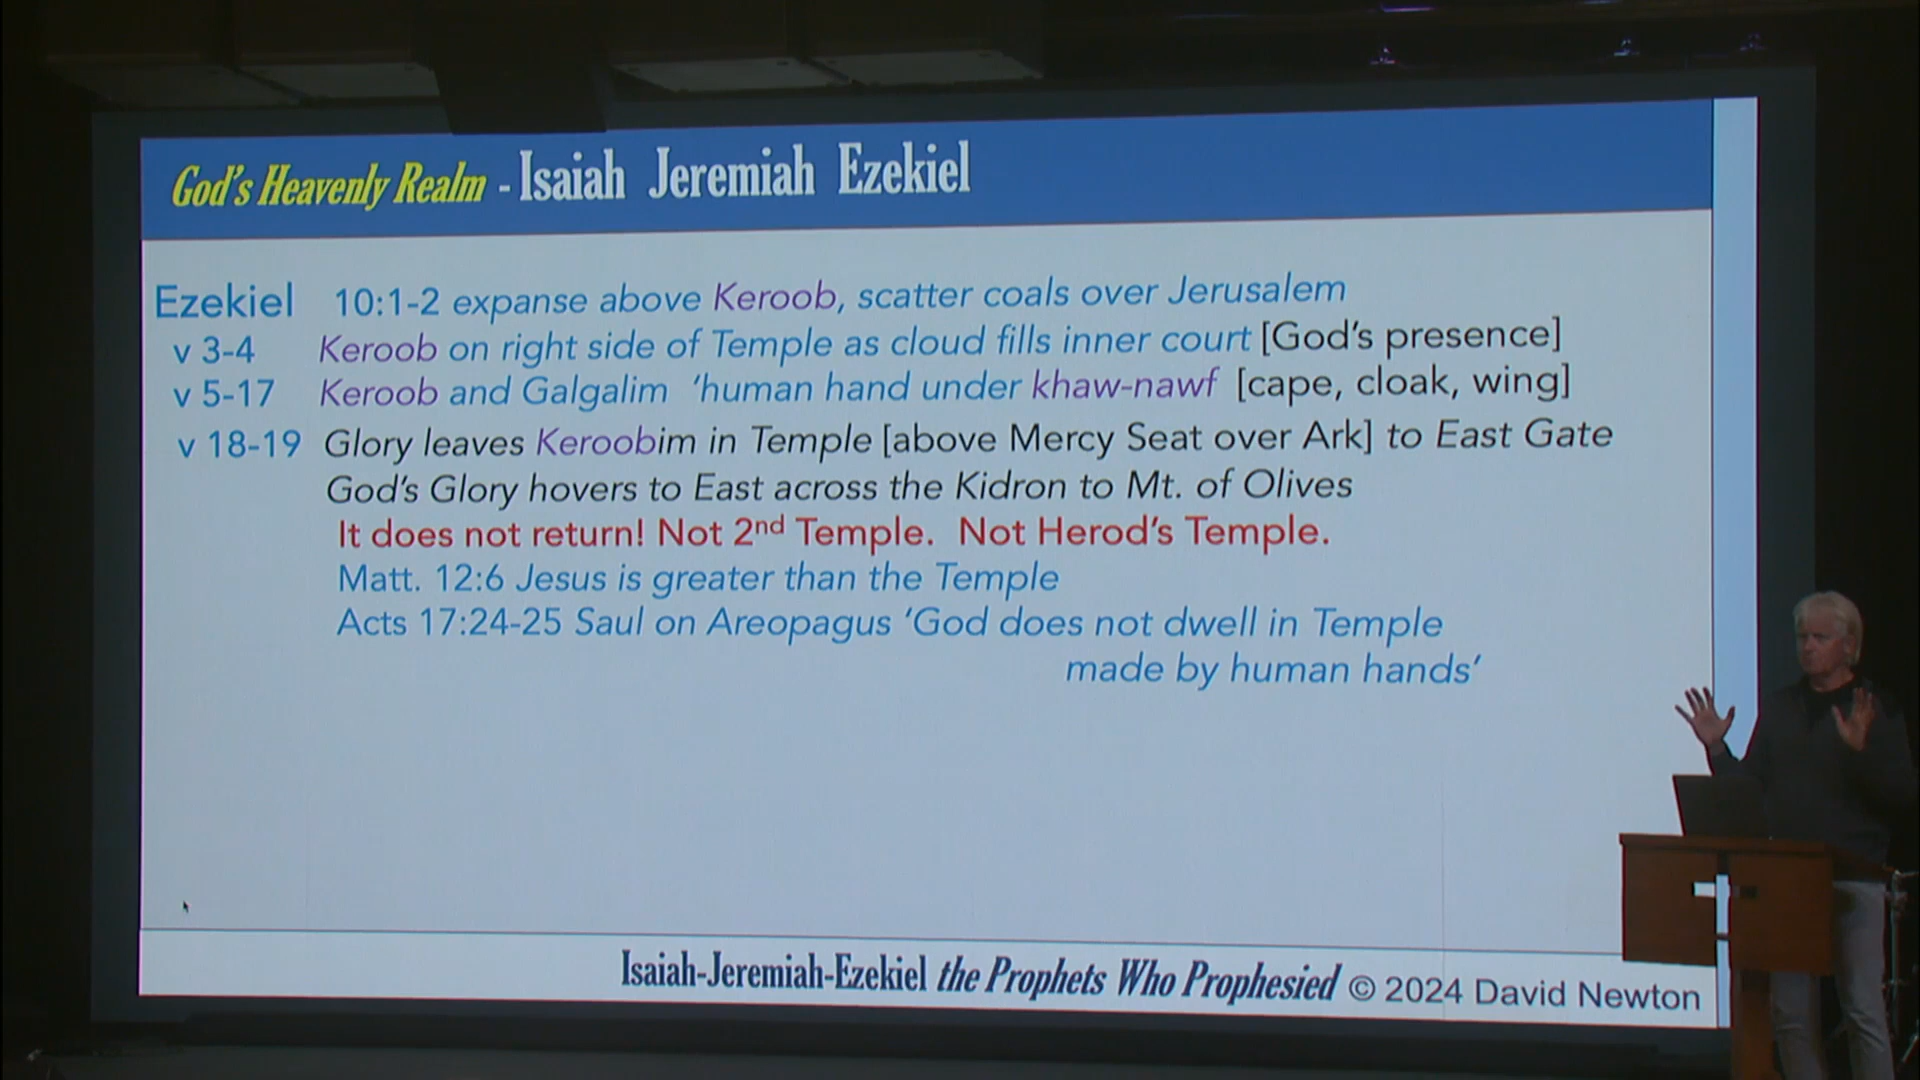 God's Heavenly Realm - Isaiah Jeremiah Ezekiel
Ezekiel 10:1-2 expanse above Keroob, scatter coals over Jerusalem
v 3-4 Keroob on right side of Temple as cloud fills inner court [God's presence]
v 5-17 Keroob and Galgalim 'human hand under khaw-nawf [cape, cloak, wing]
v 18-19 Glory leaves Keroobim in Temple [above Mercy Seat over Ark] to East Gate
God's Glory hovers to East across the Kidron to Mt. of Olives
It does not return! Not 2nd Temple. Not Herod's Temple.
Matt. 12:6 Jesus is greater than the Temple
Acts 17:24-25 Saul on Areopagus 'God does not dwell in Temple
made by human hands'
Isaiah-Jeremiah-Ezekiel the Prophets Who Prophesied © 2024 David Newton